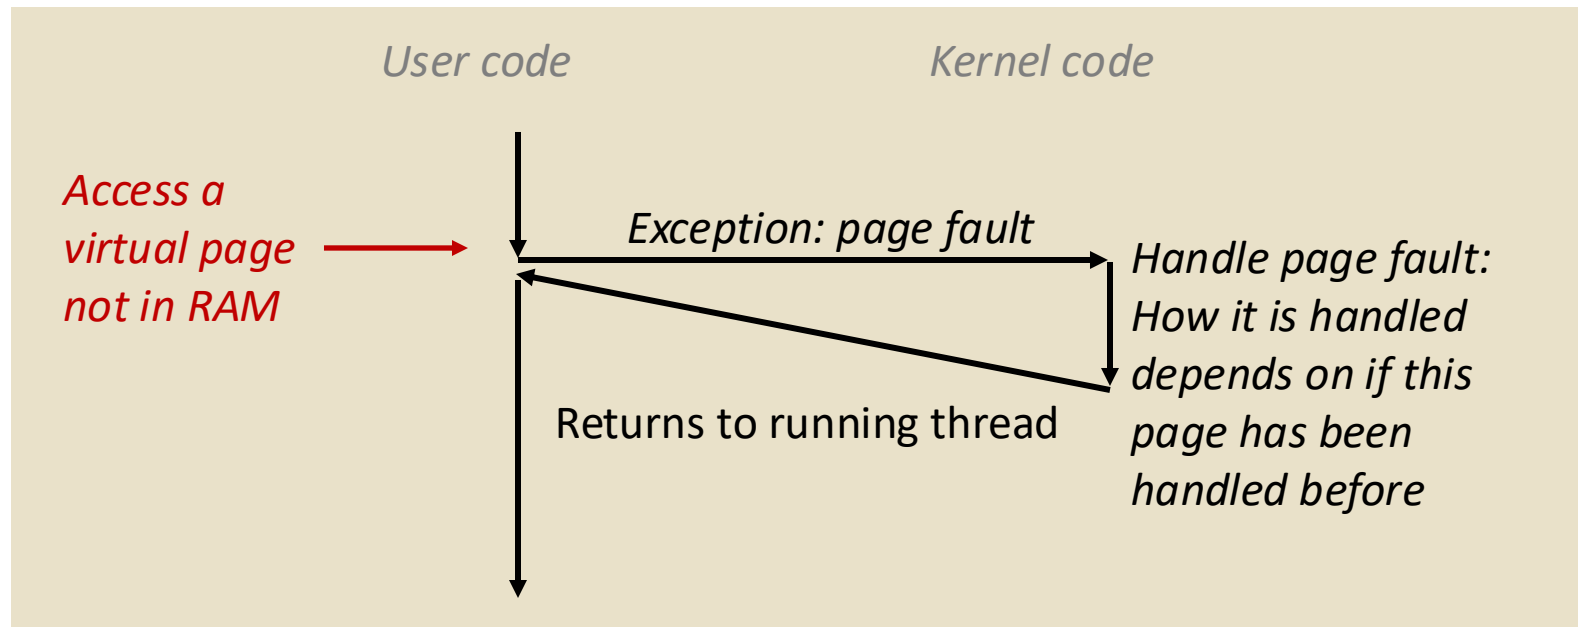 User code
Kernel code
Access a
virtual page
not in RAM
Exception: page fault
Handle page fault:
How it is handled
depends on if this
page has been
handled before
Returns to running thread